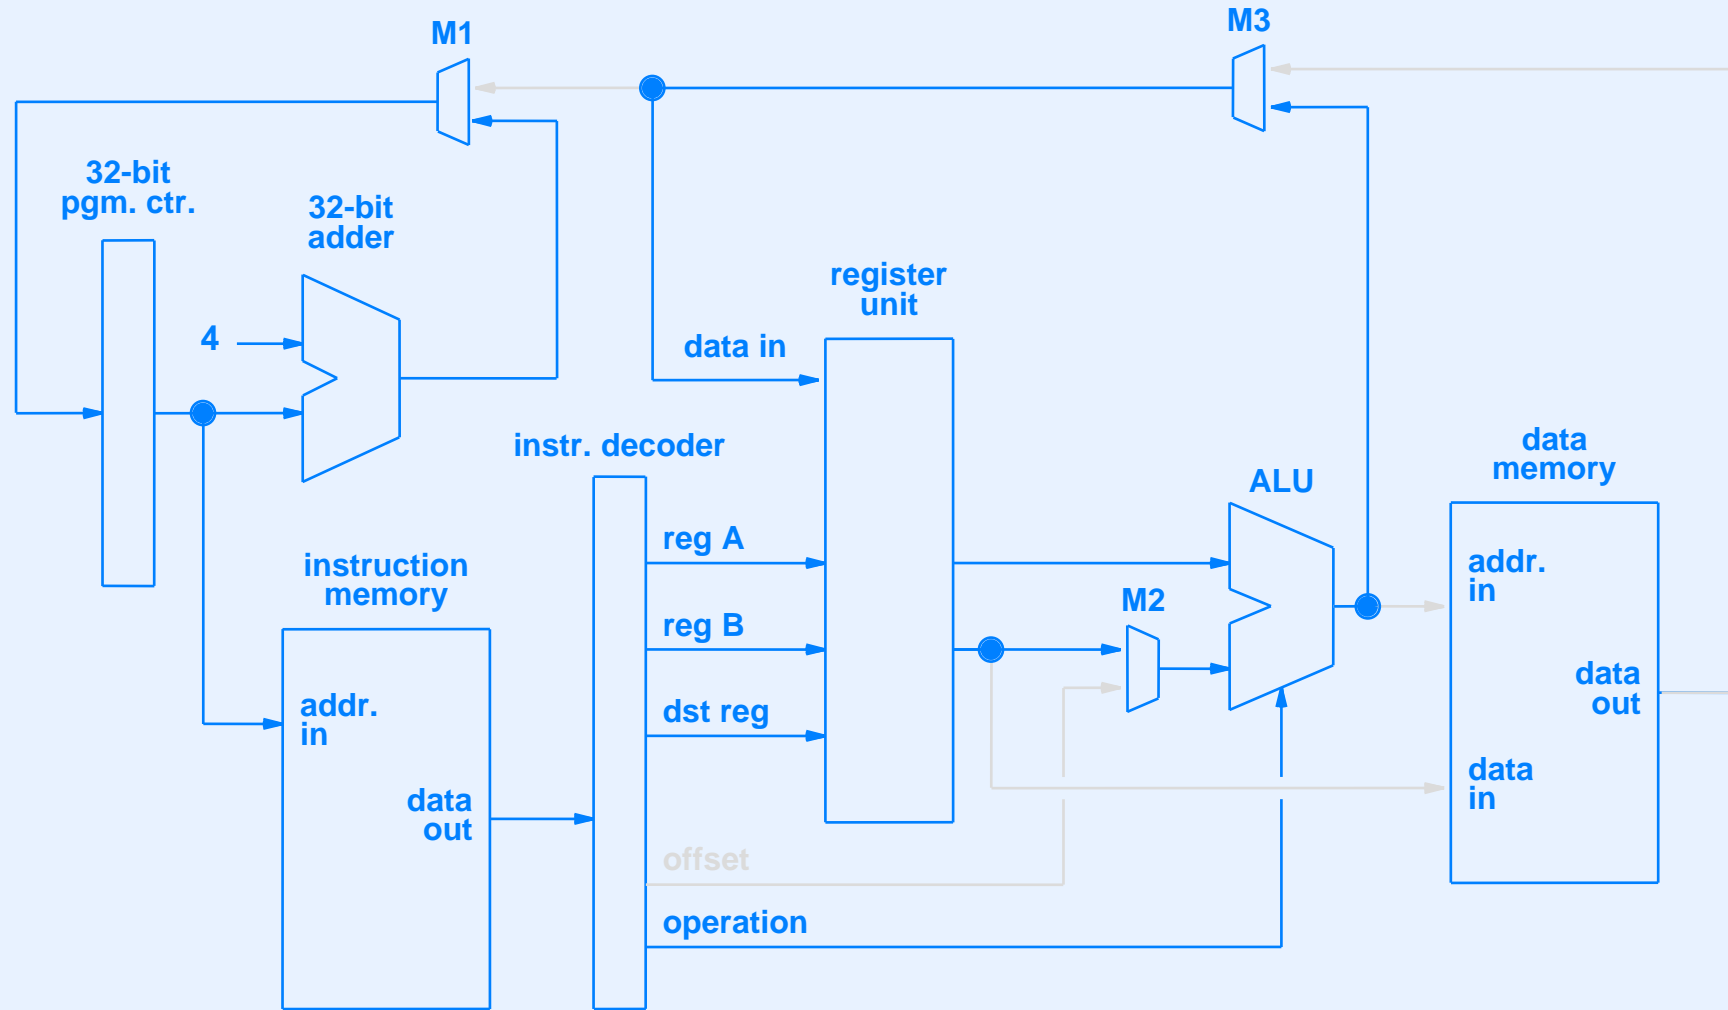 M1
M3
32-bit
pgm. ctr.
32-bit
adder
register
unit
4
data in
instr. decoder
data
memory
ALU
reg A
instruction
memory
addr.
in
M2
reg B
data
out
addr.
in
dst reg
data
in
data
out
offset
operation